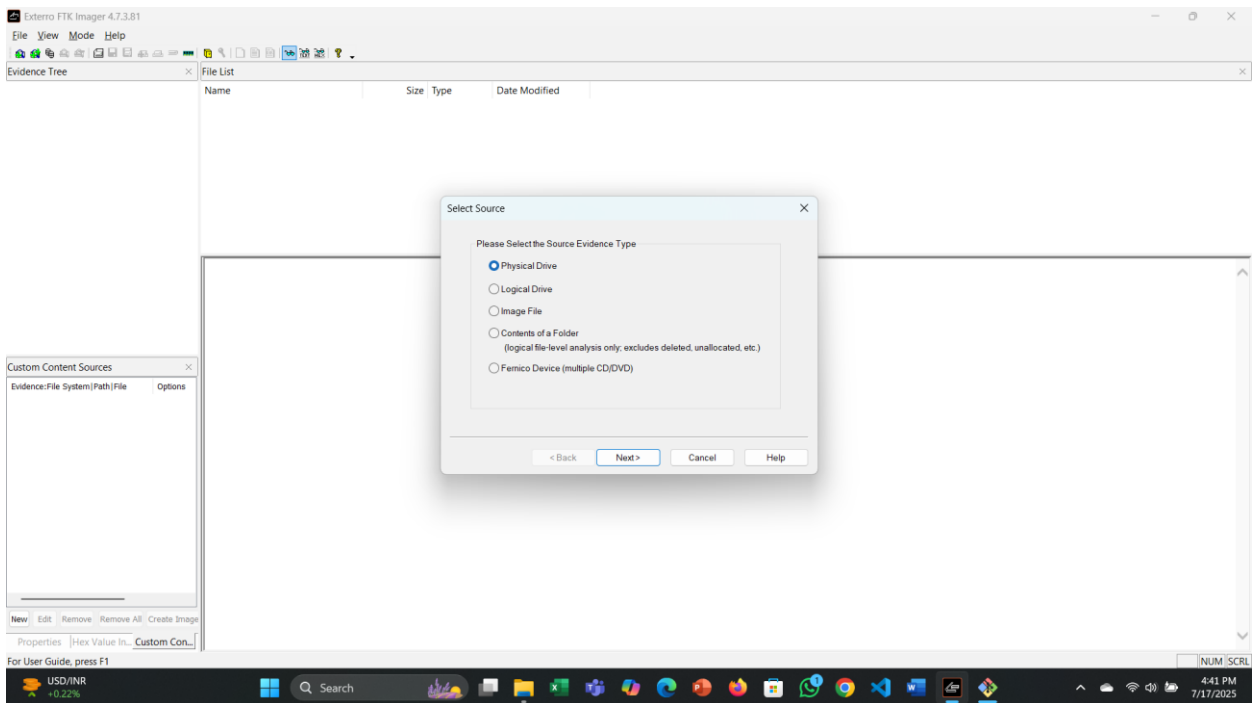 Exterro FTK Imager 4.7.3.81
File View Mode Help
Evidence Tree
File List
Name Size Type Date Modified
Select Source
Please Select the Source Evidence Type
Physical Drive
Logical Drive
Image File
Contents of a Folder
(logical file-level analysis only; excludes deleted, unallocated, etc.)
Fernico Device (multiple CD/DVD)
< Back Next > Cancel Help
Custom Content Sources
Evidence:File System|Path|File Options
New Edit Remove Remove All Create Image
Properties Hex Value In... Custom Con...
For User Guide, press F1
NUM SCRL
USD/INR
+0.22%
Search
1
4:41 PM
7/17/2025